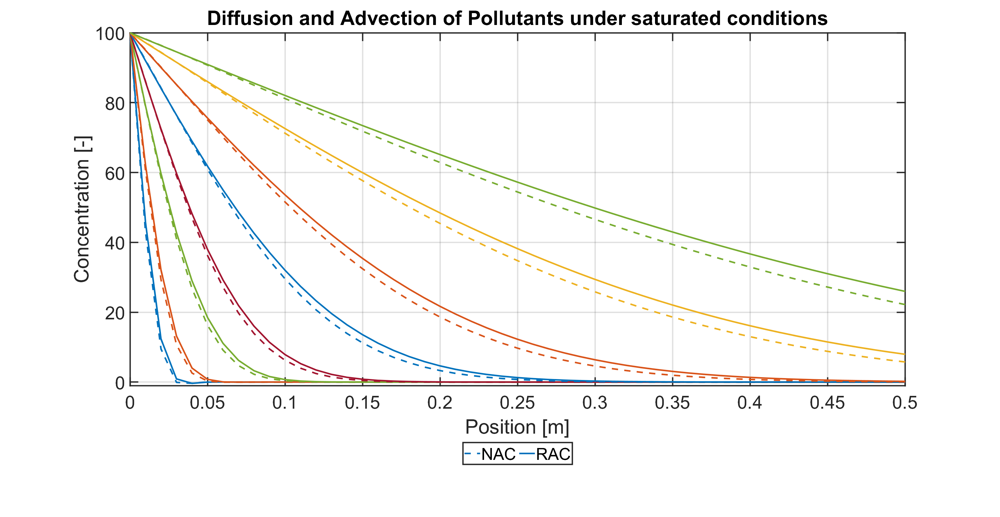 Diffusion and Advection of Pollutants under saturated conditions
100
80
60
40
20
0
Concentration [-]
0 0.05 0.1 0.15 0.2 0.25 0.3 0.35 0.4 0.45 0.5
Position [m]
NAC RAC